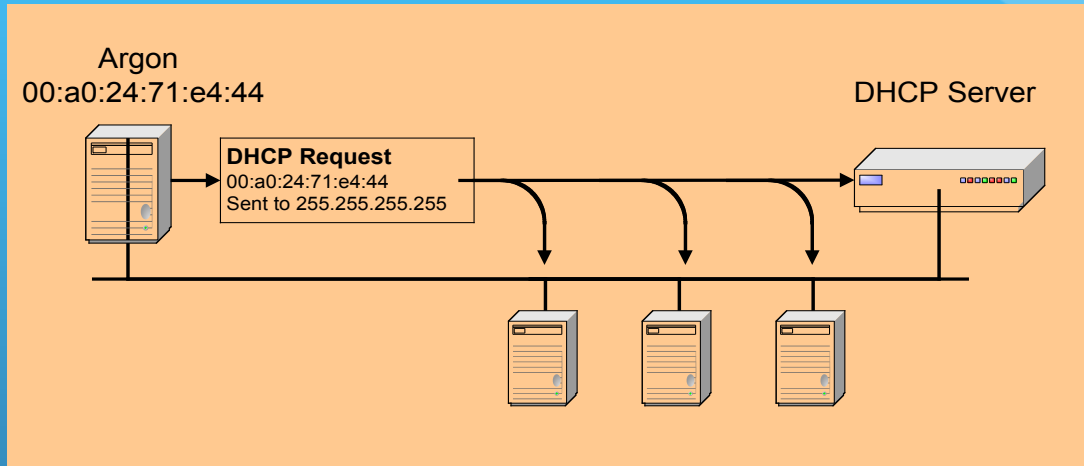 Argon
00:a0:24:71:e4:44
DHCP Server
DHCP Request
00:a0:24:71:e4:44
Sent to 255.255.255.255